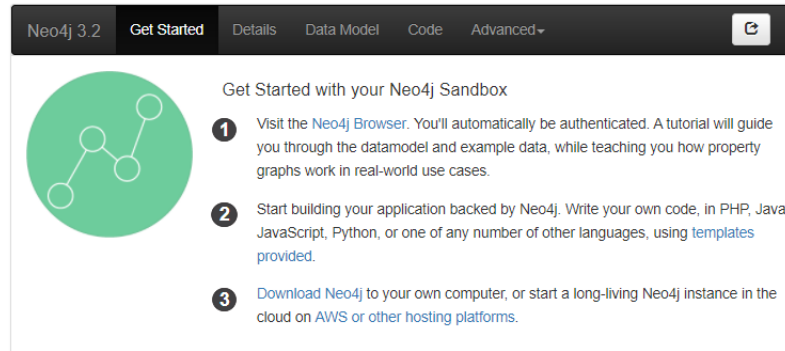 Neo4j 3.2 Get Started Details Data Model Code Advanced
Get Started with your Neo4j Sandbox
1 Visit the Neo4j Browser. You'll automatically be authenticated. A tutorial will guide
you through the datamodel and example data, while teaching you how property
graphs work in real-world use cases.
2 Start building your application backed by Neo4j. Write your own code, in PHP, Java
JavaScript, Python, or one of any number of other languages, using templates
provided.
3 Download Neo4j to your own computer, or start a long-living Neo4j instance in the
cloud on AWS or other hosting platforms.